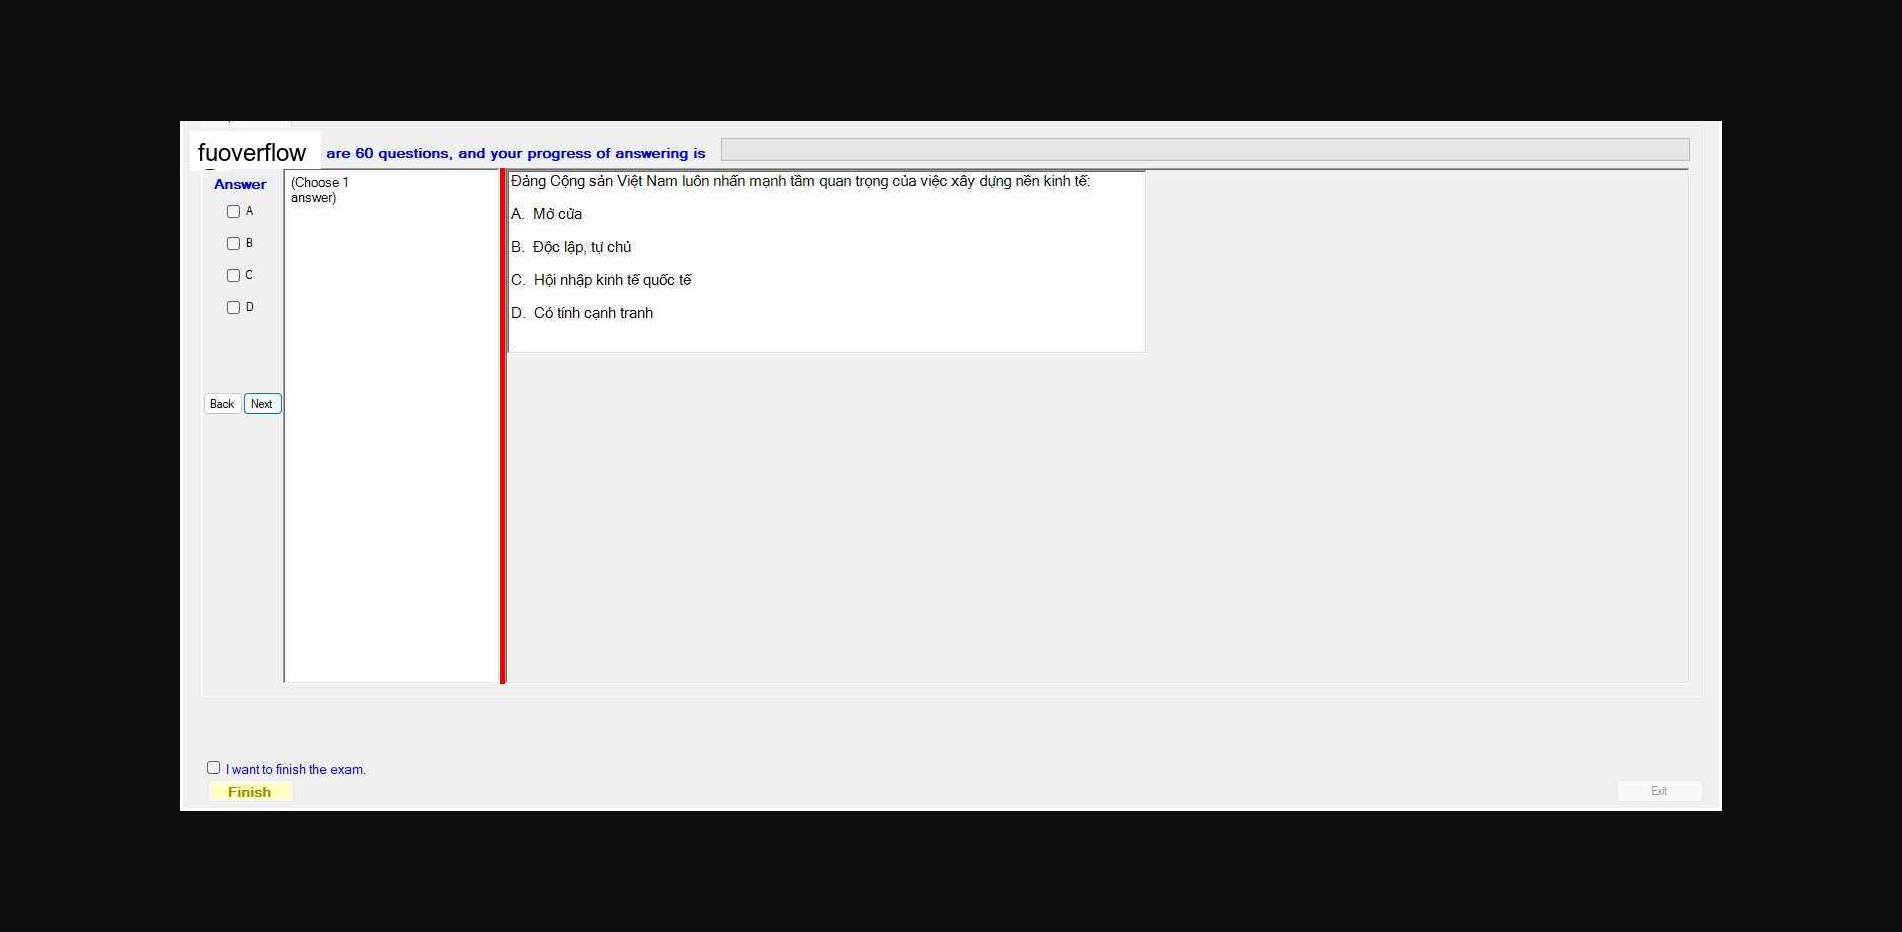 fuoverflow are 60 questions, and your progress of answering is
Answer
A
B
C
D
Back Next
(Choose 1
answer)
Đảng Cộng sản Việt Nam luôn nhấn mạnh tầm quan trọng của việc xây dựng nền kinh tế:
A. Mở cửa
B. Độc lập, tự chủ
C. Hội nhập kinh tế quốc tế
D. Có tính cạnh tranh
I want to finish the exam.
Finish
Exit